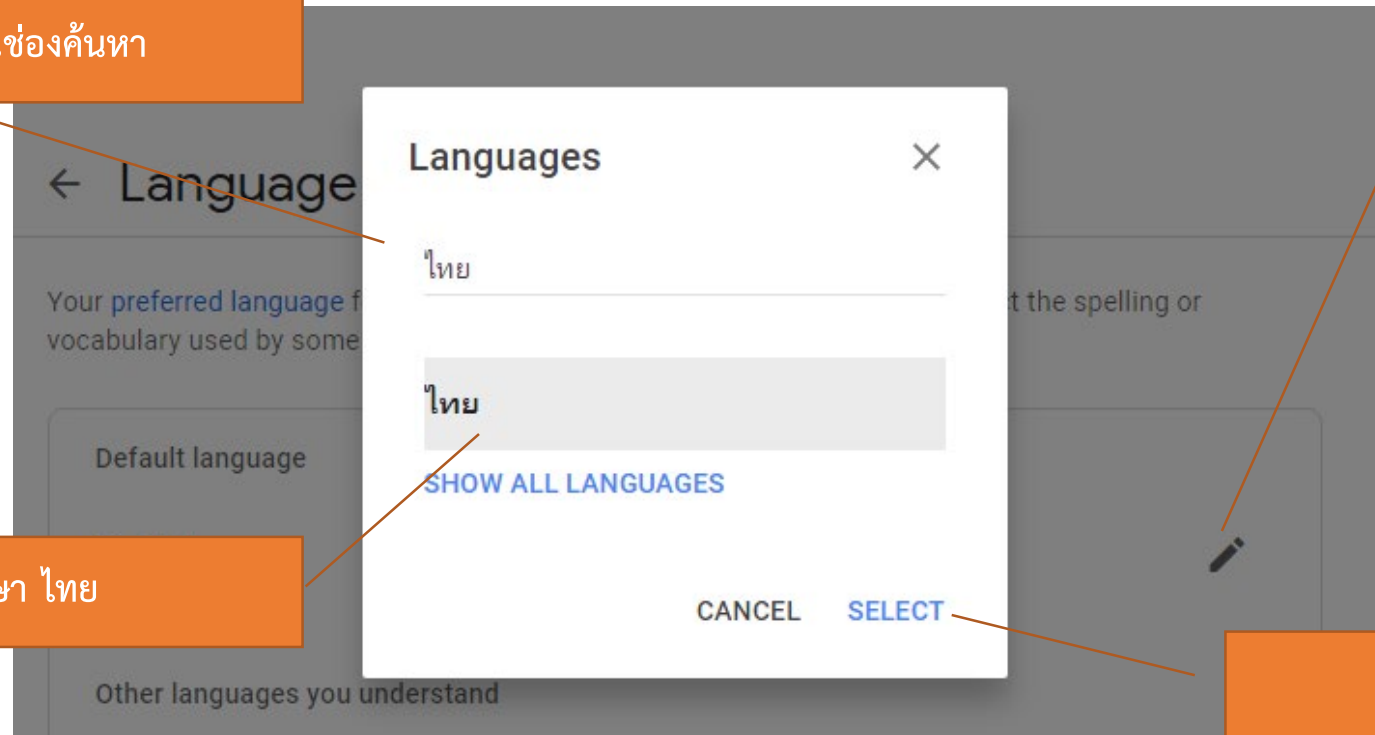 ช่องค้นหา
Languages
← Language
ไทย
Your preferred language f
t the spelling or
vocabulary used by some
ไทย
Default language
SHOW ALL LANGUAGES
ษา ไทย
CANCEL SELECT
Other languages you understand